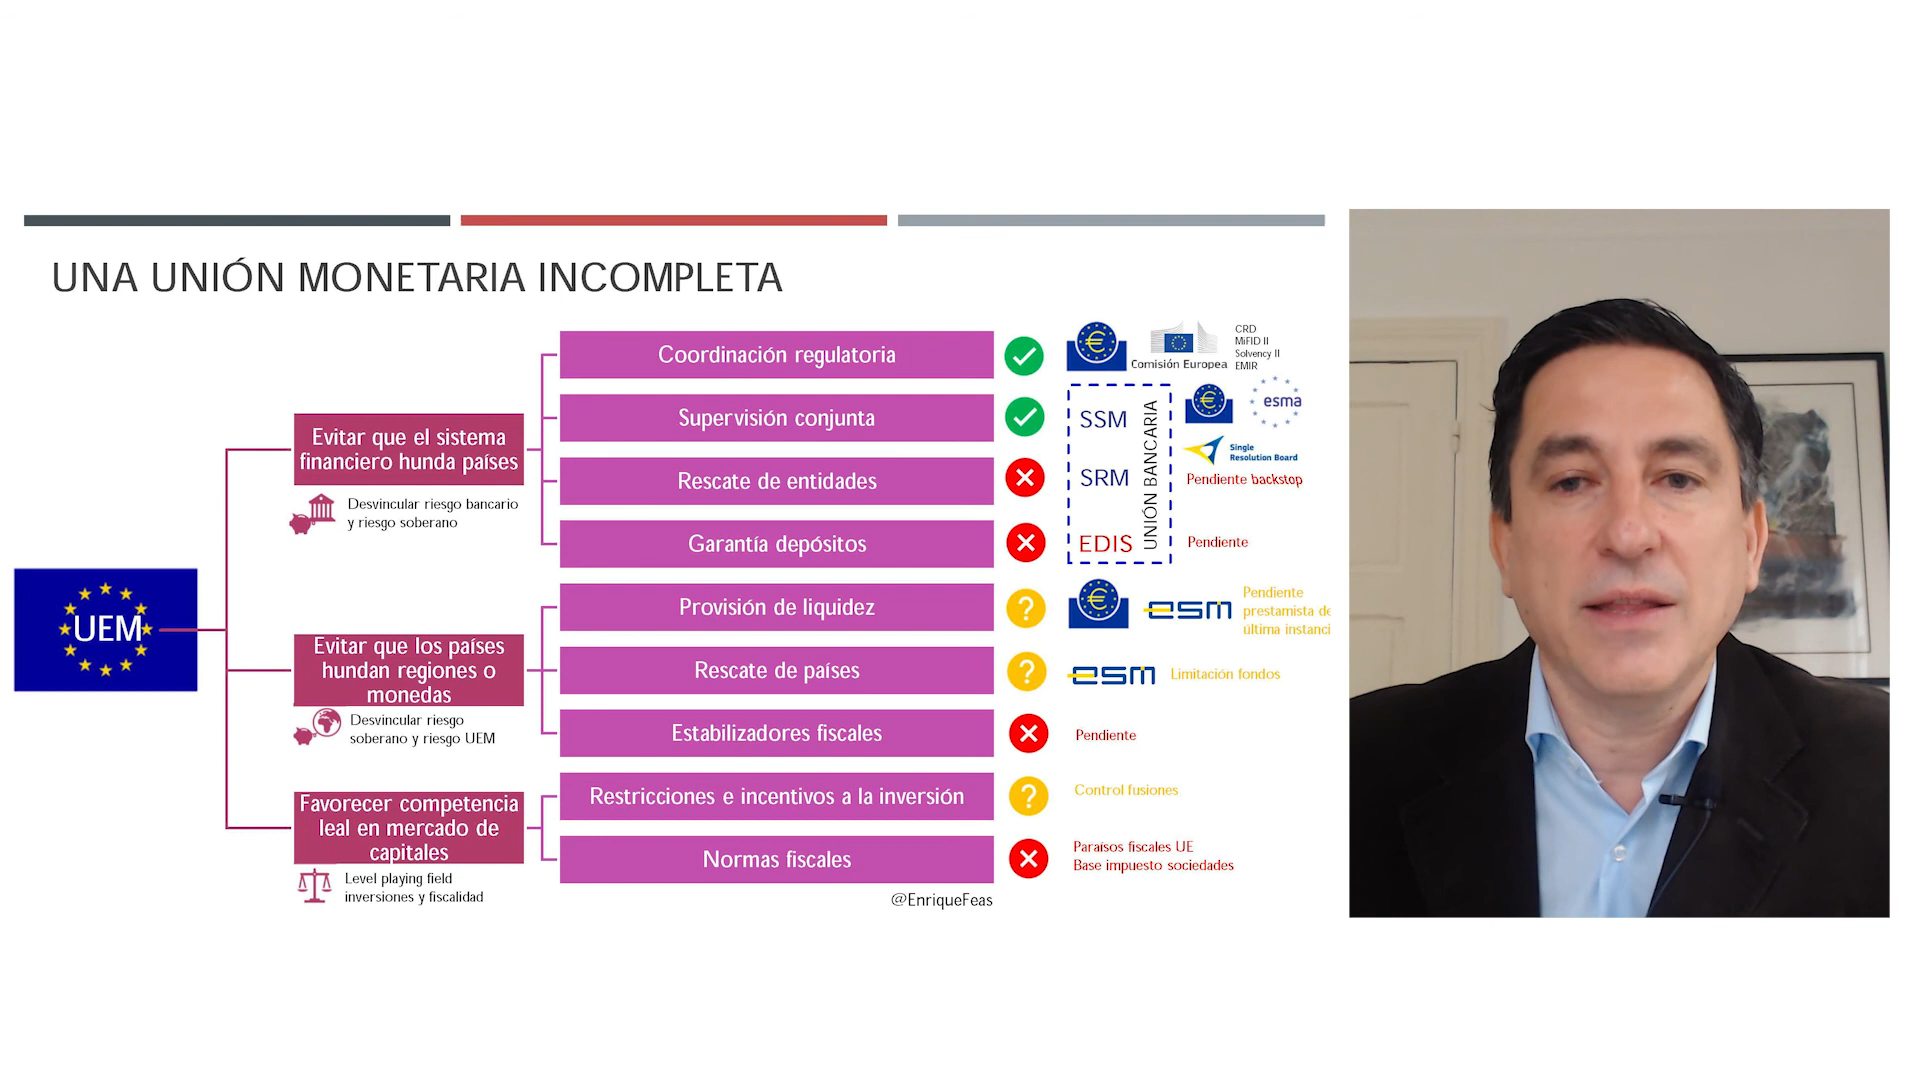 UNA UNIÓN MONETARIA INCOMPLETA
UEM
Evitar que el sistema
financiero hunda países
Desvincular riesgo bancario
y riesgo soberano
Coordinación regulatoria
Comisión Europea
CRD
MiFID II
Solvency II
EMIR
Supervisión conjunta
SSM
esma
Rescate de entidades
SRM
Single
Resolution Board
Pendiente backstop
Garantía depósitos
EDIS
Pendiente
UNIÓN BANCARIA
Evitar que los países
hundan regiones o
monedas
Desvincular riesgo
soberano y riesgo UEM
Provisión de liquidez
esm
Pendiente
prestamista de
última instanci
Rescate de países
esm
Limitación fondos
Estabilizadores fiscales
Pendiente
Favorecer competencia
leal en mercado de
capitales
Level playing field
inversiones y fiscalidad
Restricciones e incentivos a la inversión
Control fusiones
Normas fiscales
Paraísos fiscales UE
Base impuesto sociedades
@EnriqueFeas